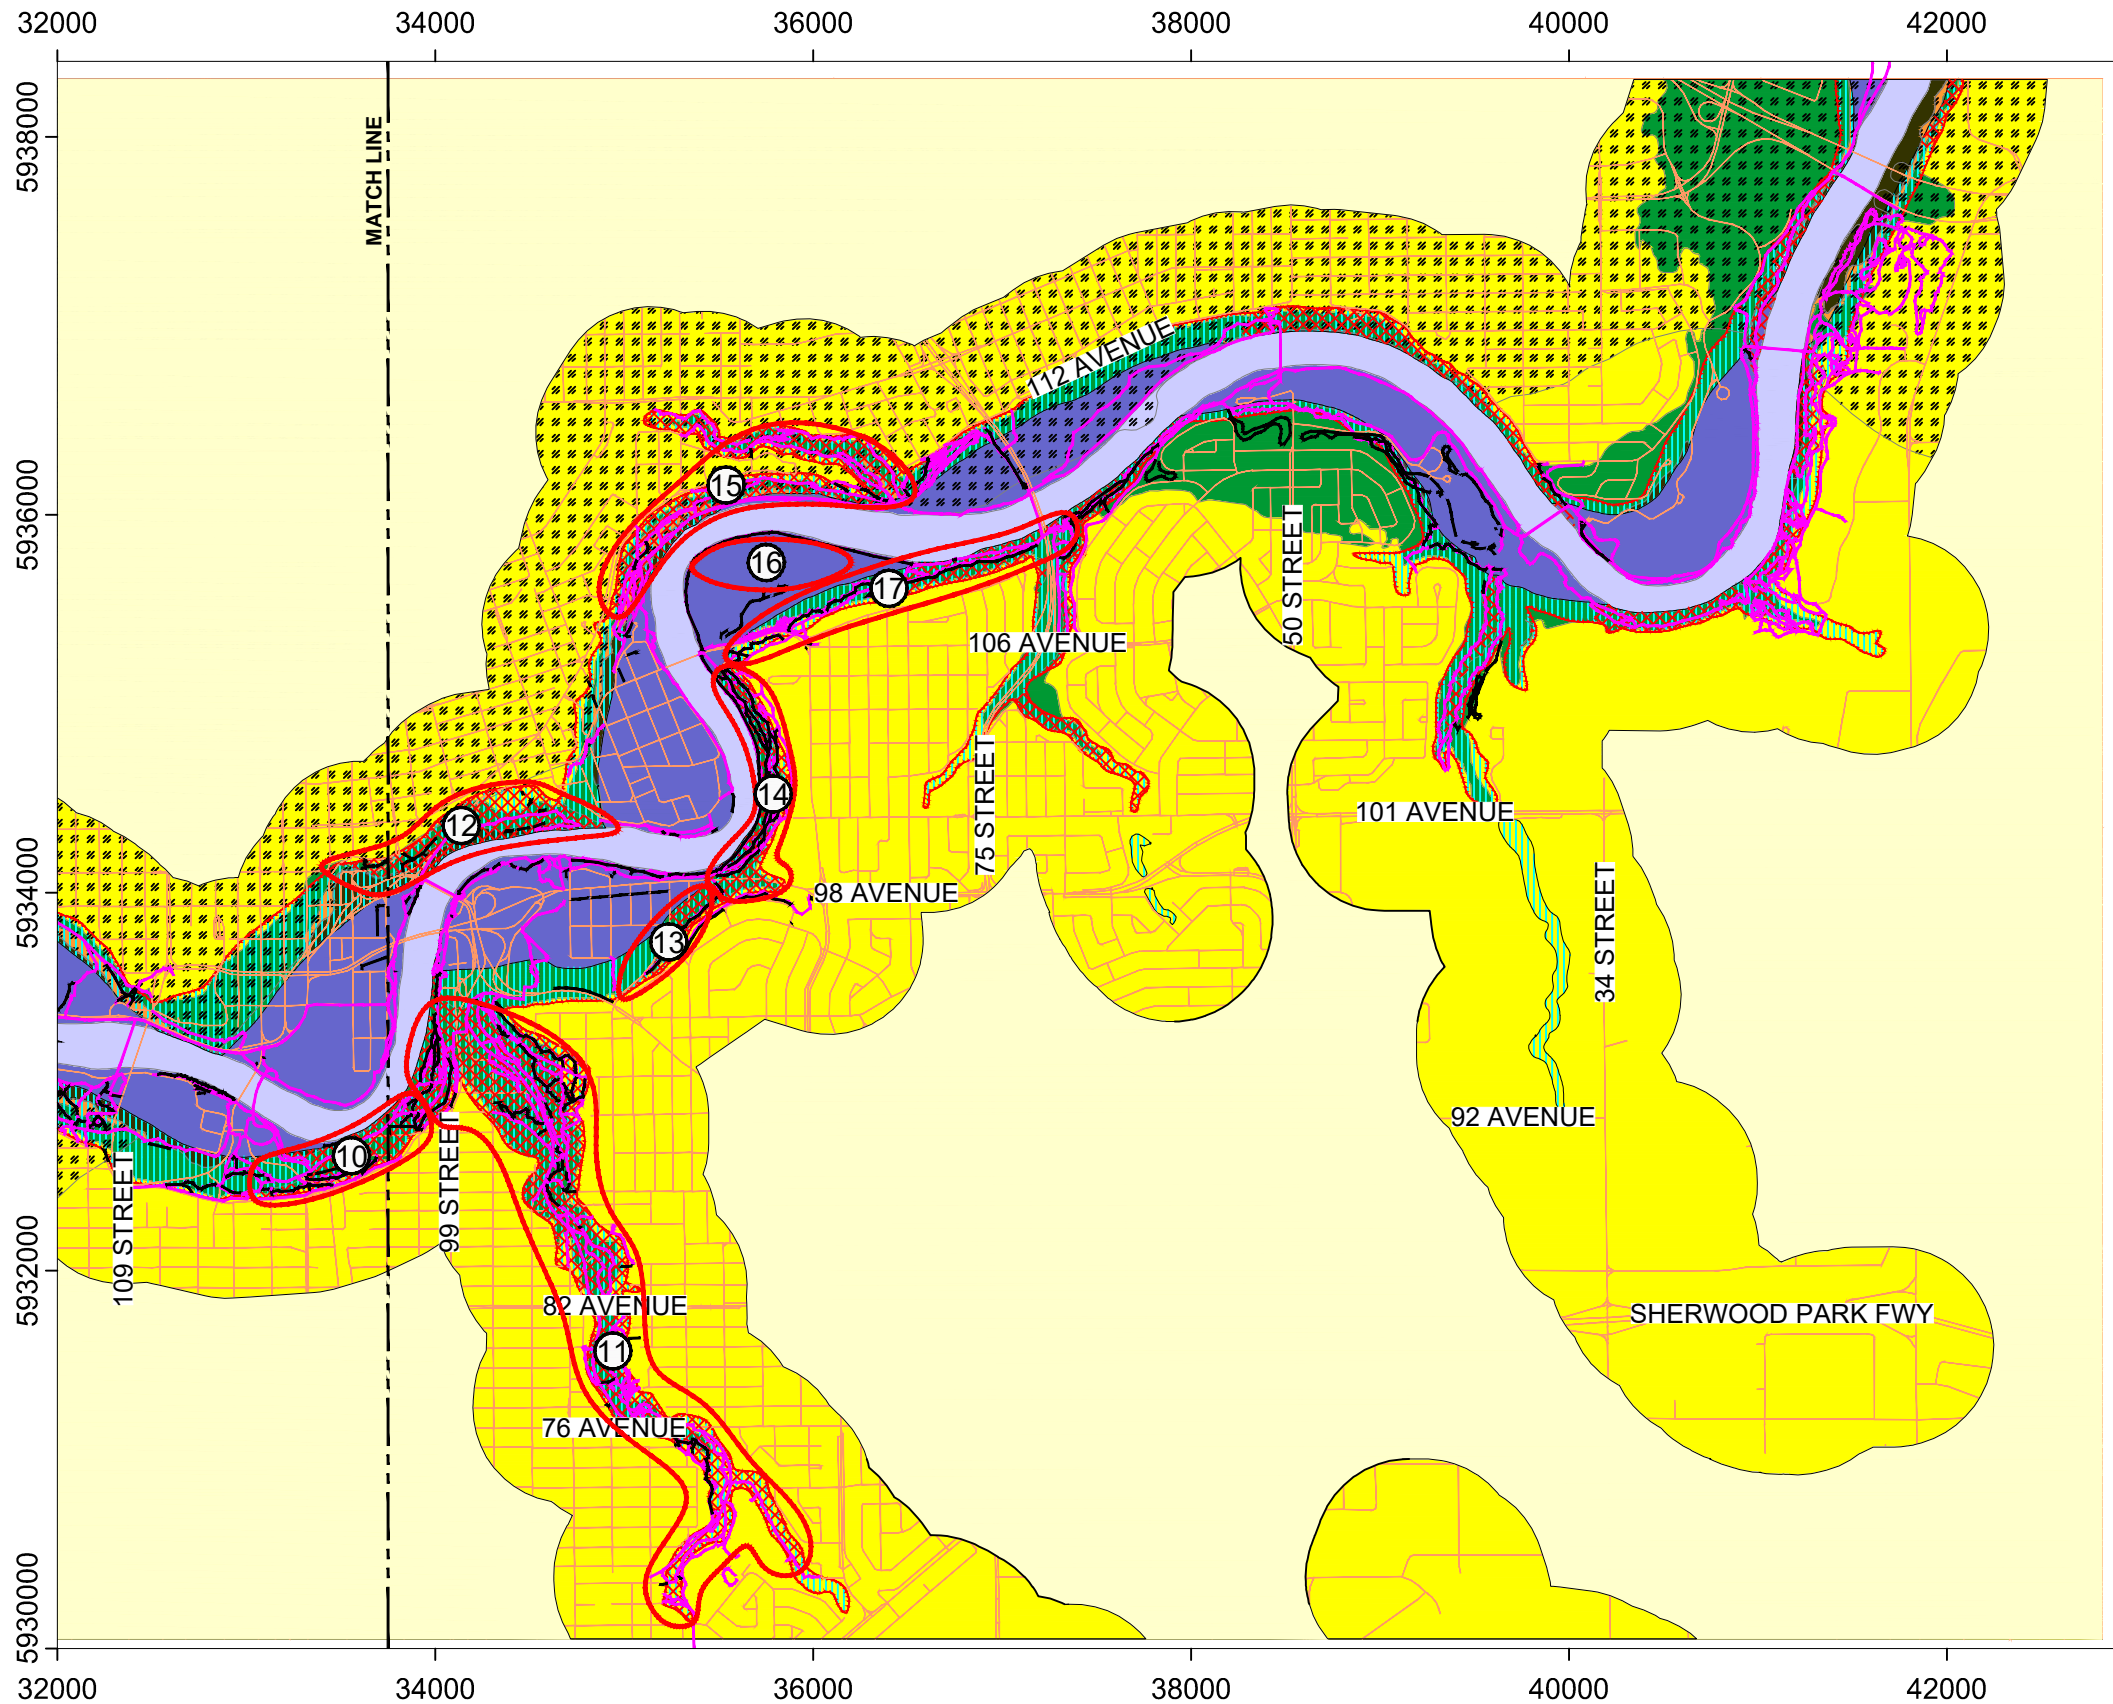 32000 34000 36000 38000 40000 42000
5938000
MATCH LINE
112 AVENUE
5936000
15
16
17
50 STREET
106 AVENUE
75 STREET
14
101 AVENUE
12
5934000
98 AVENUE
34 STREET
13
92 AVENUE
10
99 STREET
109 STREET
5932000
82 AVENUE
SHERWOOD PARK FWY
11
76 AVENUE
5930000
32000 34000 36000 38000 40000 42000